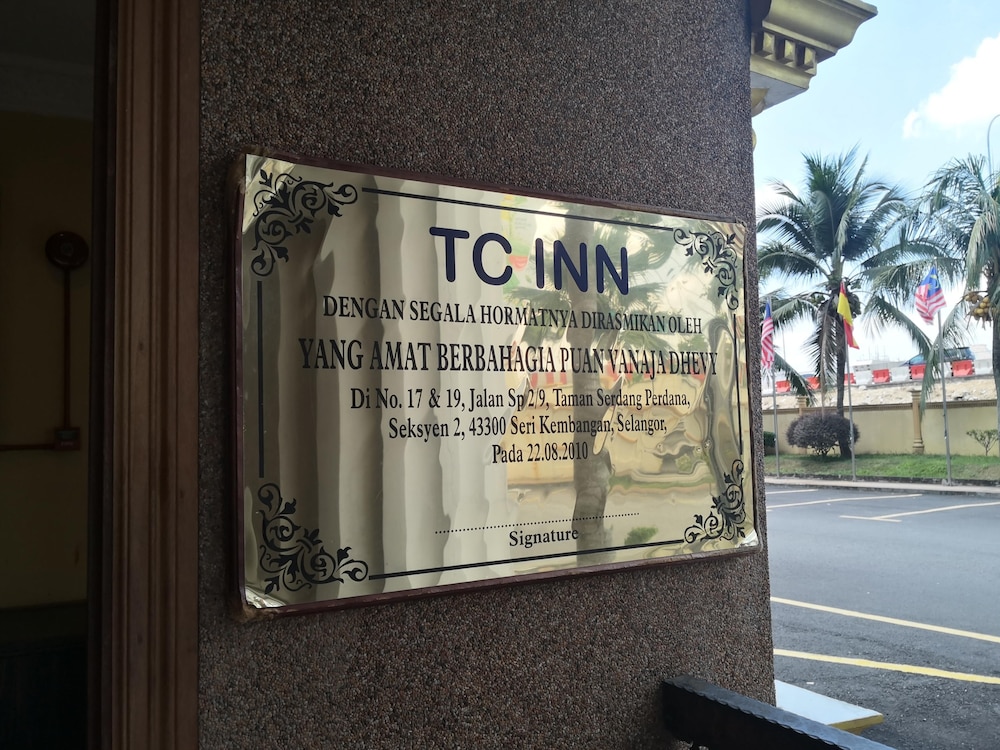 TC INN
DENGAN SEGALA HORMATNYA DIRASMIKAN OLEH
YANG AMAT BERBAHAGIA PUAN VANAJA DHEVY
Di No. 17 & 19, Jalan Sp 2/9, Taman Serdang Perdana,
Seksyen 2, 43300 Seri Kembangan, Selangor,
Pada 22.08.2010
Signature